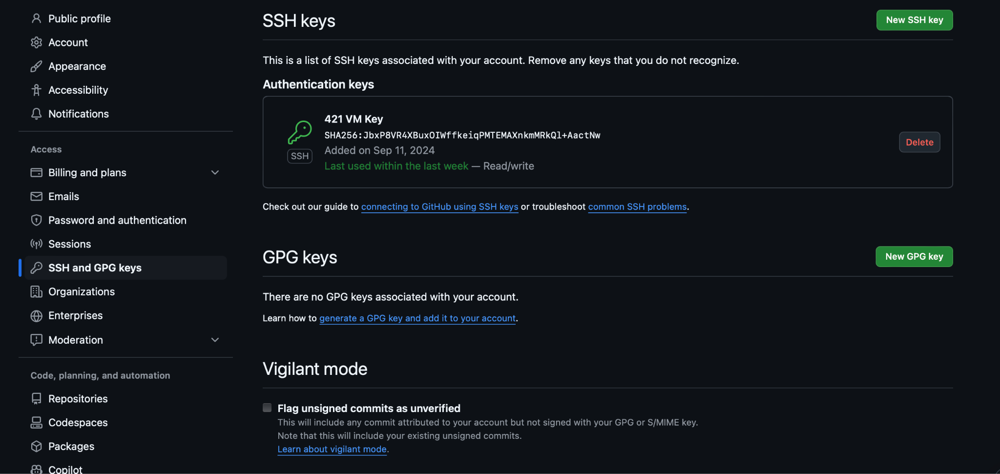 Public profile
Account
Appearance
Accessibility
Notifications
Access
Billing and plans
Emails
Password and authentication
Sessions
SSH and GPG keys
Organizations
Enterprises
Moderation
Code, planning, and automation
Repositories
Codespaces
Packages
Copilot
SSH keys
New SSH key
This is a list of SSH keys associated with your account. Remove any keys that you do not recognize.
Authentication keys
421 VM Key
SHA256:JbxP8VR4XBuxOIWffkeiqPMTEMAXnkmMRkQl+AactNw
Added on Sep 11, 2024
Last used within the last week — Read/write
SSH
Delete
Check out our guide to connecting to GitHub using SSH keys or troubleshoot common SSH problems.
GPG keys
New GPG key
There are no GPG keys associated with your account.
Learn how to generate a GPG key and add it to your account.
Vigilant mode
Flag unsigned commits as unverified
This will include any commit attributed to your account but not signed with your GPG or S/MIME key.
Note that this will include your existing unsigned commits.
Learn about vigilant mode.